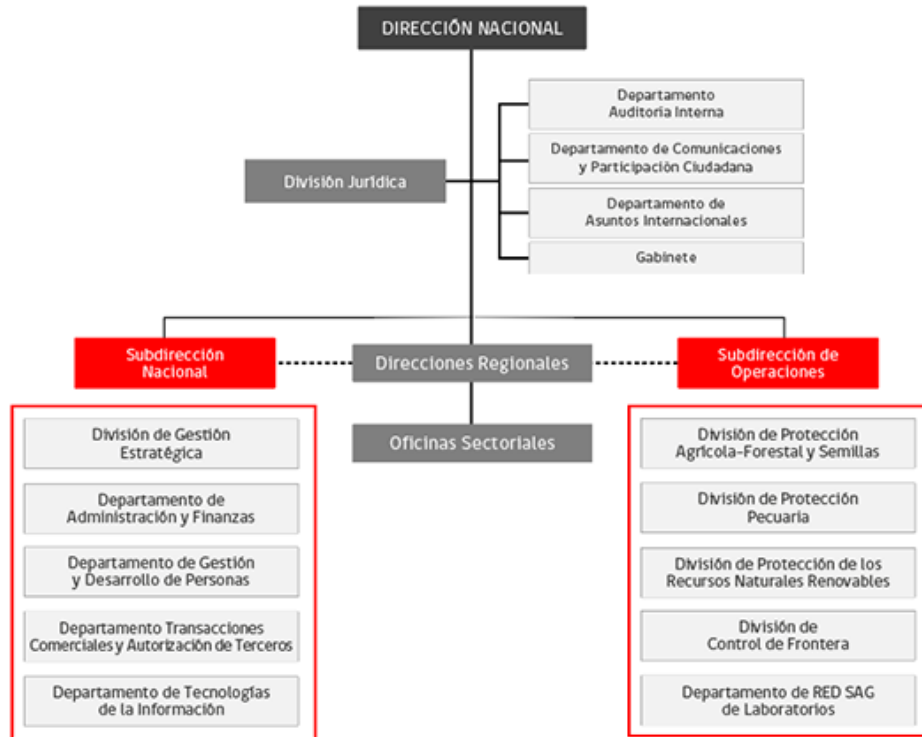 DIRECCIÓN NACIONAL
Departamento
Auditoría Interna
Departamento de Comunicaciones
y Participación Ciudadana
División Jurídica
Departamento de
Asuntos Internacionales
Gabinete
Subdirección
Nacional
Direcciones Regionales
Subdirección de
Operaciones
Oficinas Sectoriales
División de Gestión
Estratégica
Departamento de
Administración y Finanzas
Departamento de Gestión
y Desarrollo de Personas
Departamento Transacciones
Comerciales y Autorización de Terceros
Departamento de Tecnologías
de la Información
División de Protección
Agrícola-Forestal y Semillas
División de Protección
Pecuaria
División de Protección de los
Recursos Naturales Renovables
División de
Control de Frontera
Departamento de RED SAG
de Laboratorios